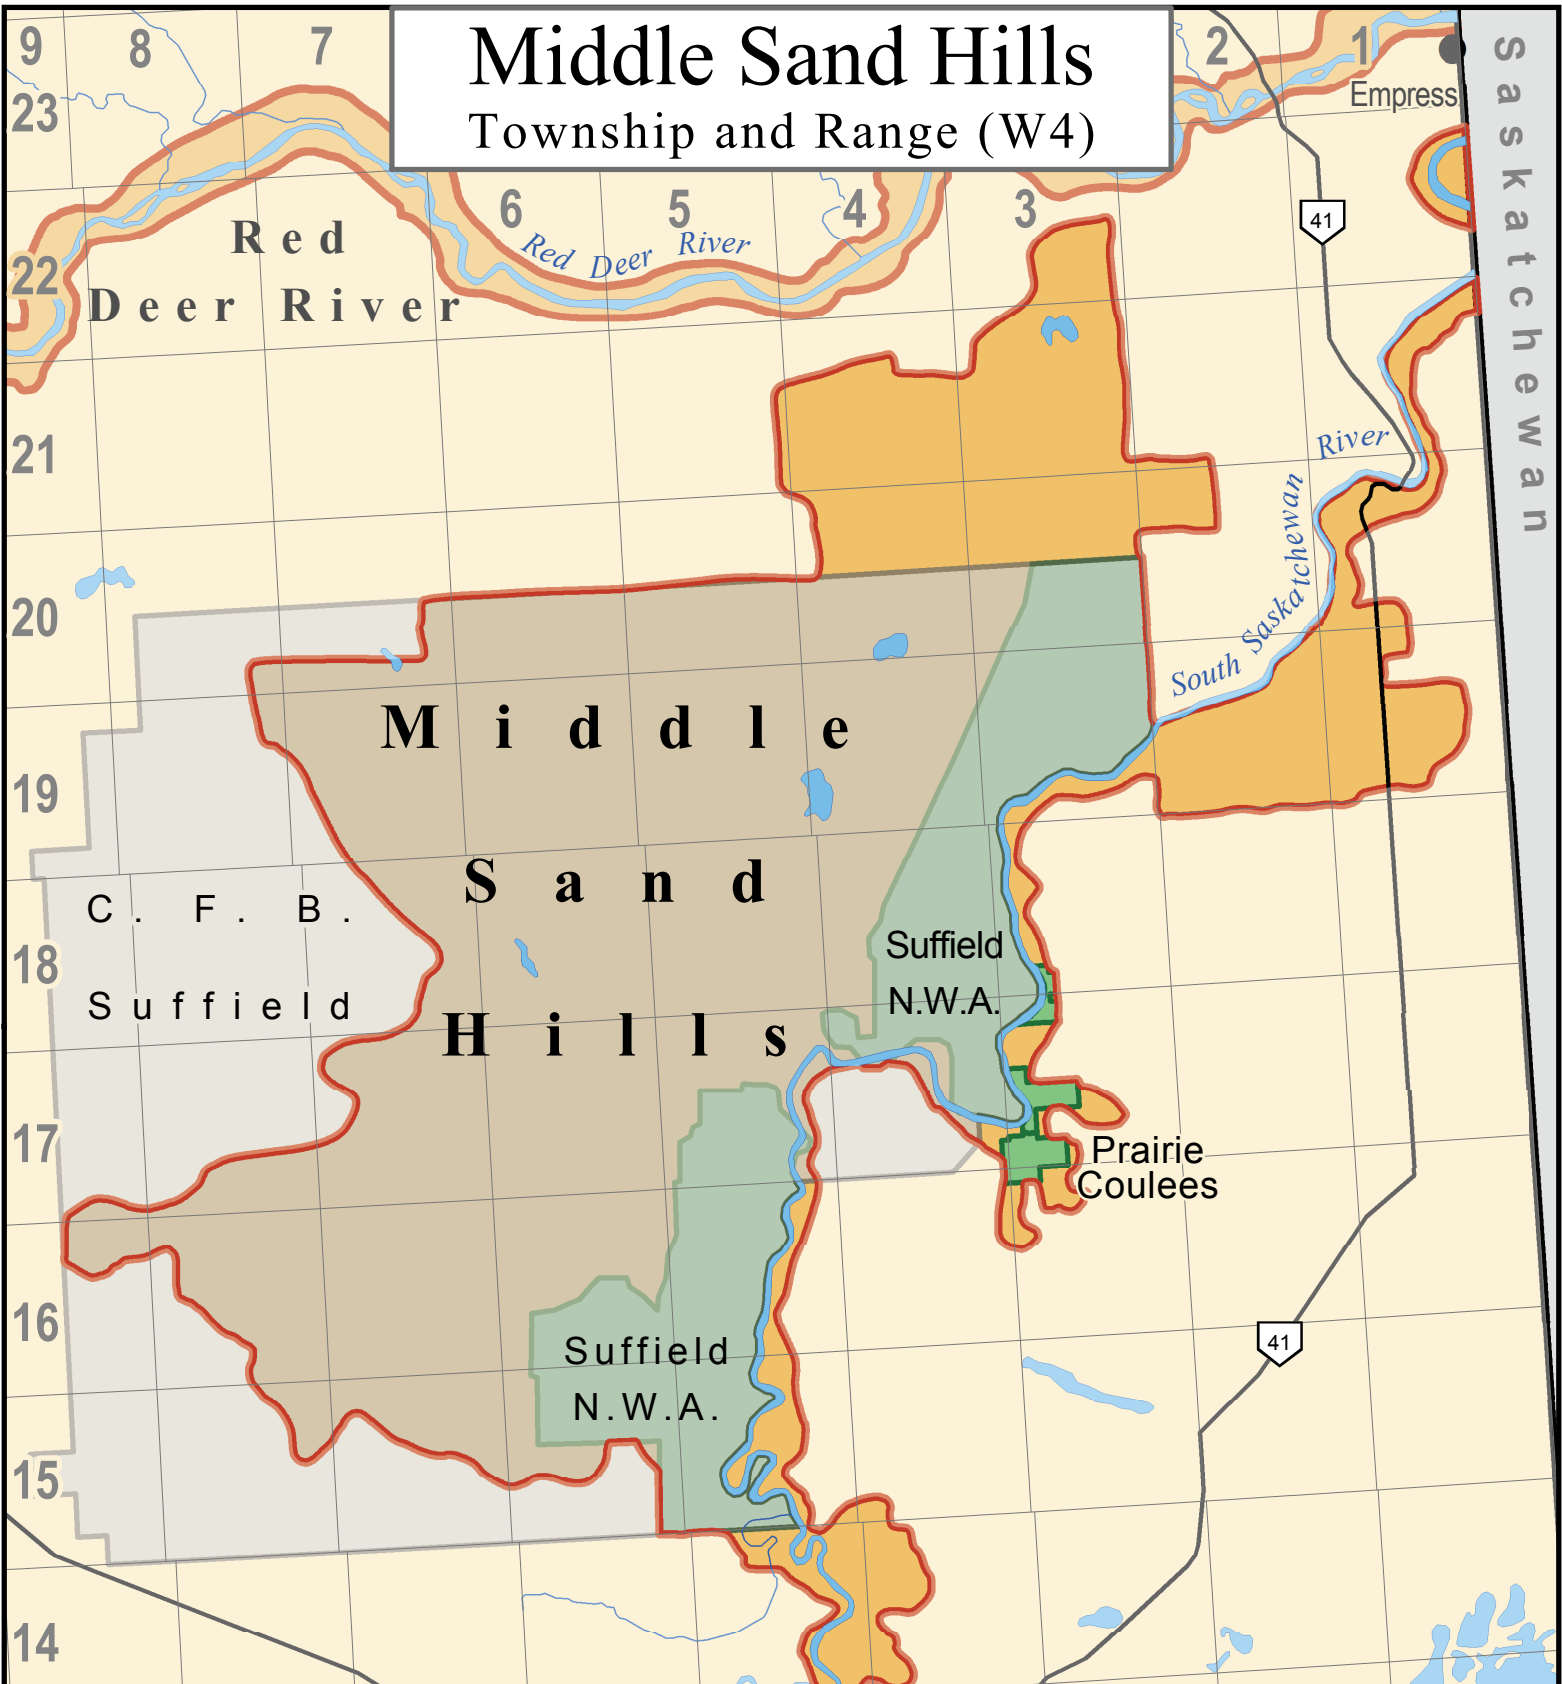 Middle Sand Hills
Township and Range (W4)
9
8
7
2
1
23
Empress
Saskatchewan
6
5
4
3
41
Red
Deer River
Red Deer River
22
21
River
South Saskatchewan
20
Middle
19
Sand
C. F. B.
Suffield
18
Suffield
N.W.A.
Hills
17
Prairie
Coulees
16
41
Suffield
N.W.A.
15
14